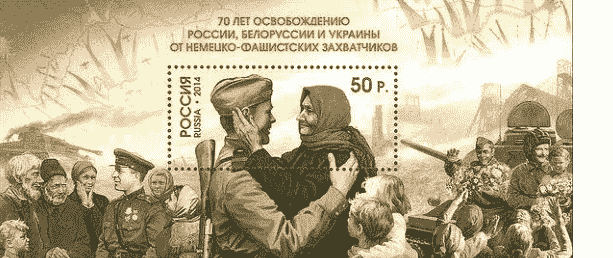 70 ЛЕТ ОСВОБОЖДЕНИЮ
РОССИИ, БЕЛОРУССИИ И УКРАИНЫ
ОТ НЕМЕЦКО-ФАШИСТСКИХ ЗАХВАТЧИКОВ
РОССИЯ
RUSSIA • 2014
50 Р.